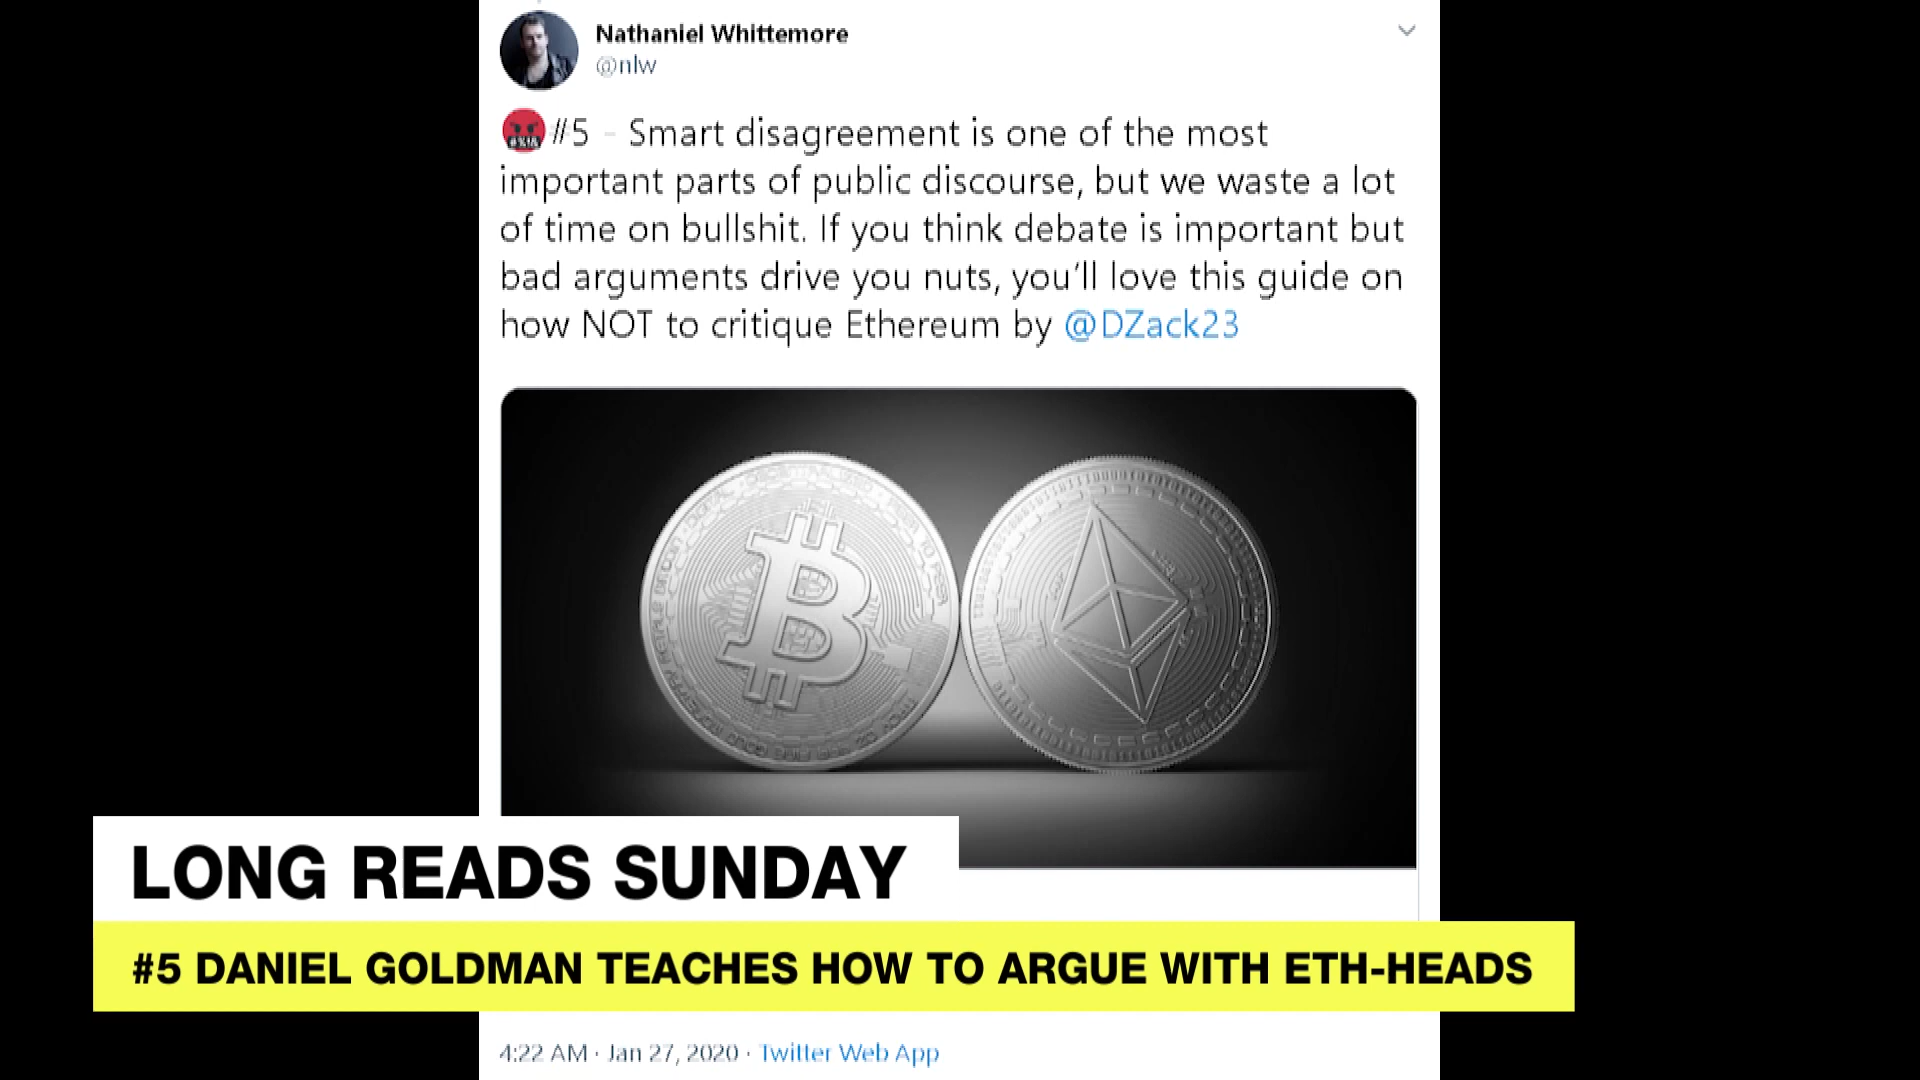 Nathaniel Whittemore
@nlw
#5 - Smart disagreement is one of the most
important parts of public discourse, but we waste a lot
of time on bullshit. If you think debate is important but
bad arguments drive you nuts, you'll love this guide on
how NOT to critique Ethereum by @DZack23
LONG READS SUNDAY
#5 DANIEL GOLDMAN TEACHES HOW TO ARGUE WITH ETH-HEADS
4:22 AM · Jan 27, 2020 · Twitter Web App